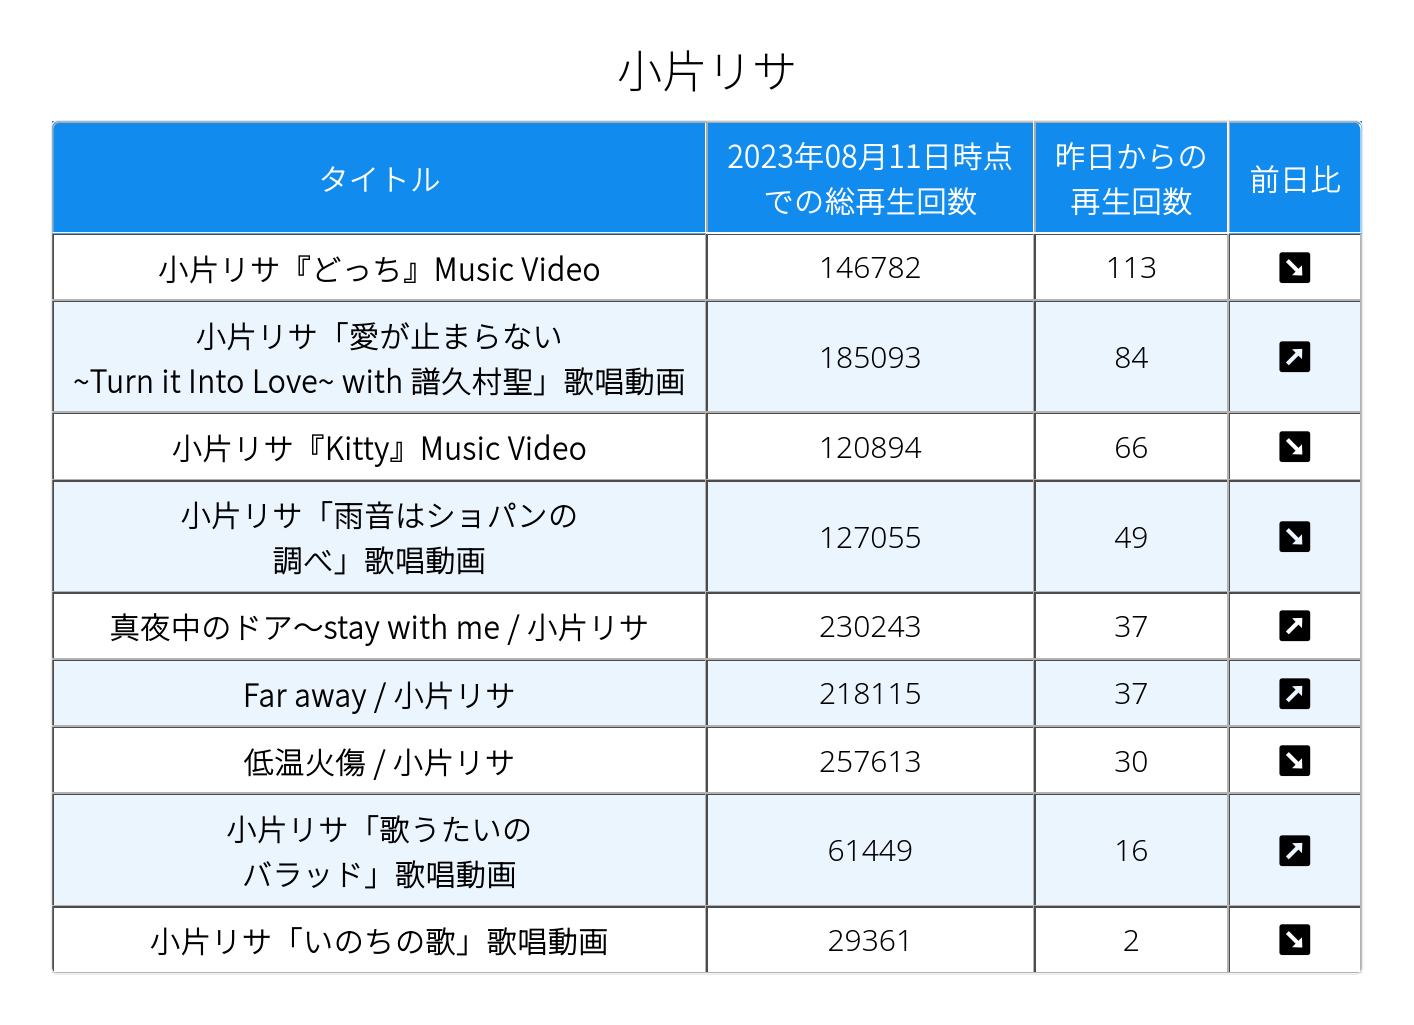 小片リサ
タイトル
2023年08月11日時点
での総再生回数
昨日からの
再生回数
前日比
小片リサ『どっち』Music Video
146782
113
小片リサ「愛が止まらない
~Turn it Into Love~ with 譜久村聖」歌唱動画
185093
84
小片リサ『Kitty』Music Video
120894
66
小片リサ「雨音はショパンの
調べ」歌唱動画
127055
49
真夜中のドア〜stay with me / 小片リサ
230243
37
Far away / 小片リサ
218115
37
低温火傷 / 小片リサ
257613
30
小片リサ「歌うたいの
バラッド」歌唱動画
61449
16
小片リサ「いのちの歌」歌唱動画
29361
2